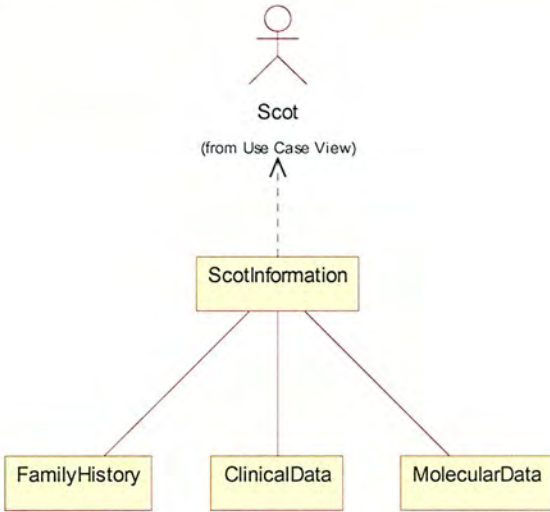 Scot
(from Use Case View)
ScotInformation
FamilyHistory
ClinicalData
MolecularData